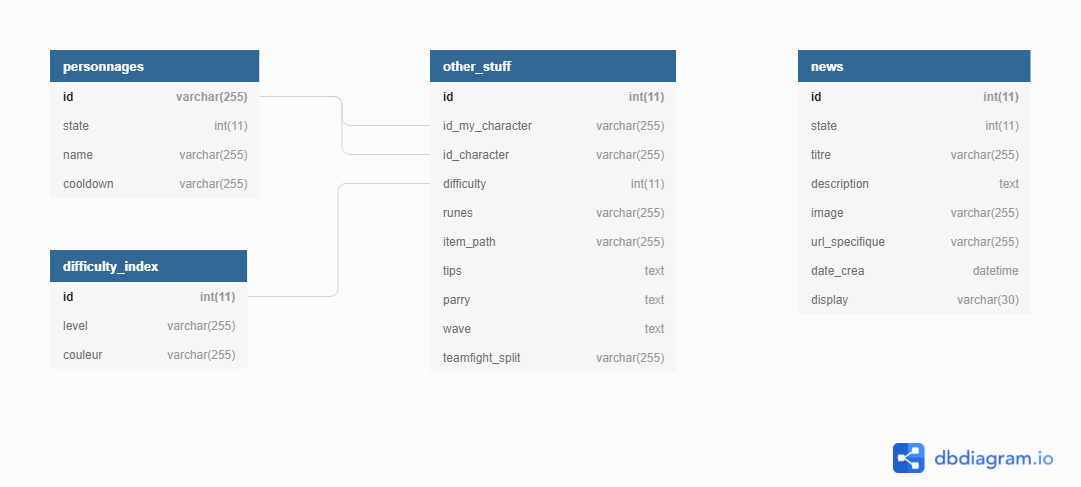 personnages
id varchar(255)
state int(11)
name varchar(255)
cooldown varchar(255)
difficulty_index
id int(11)
level varchar(255)
couleur varchar(255)
other_stuff
id int(11)
id_my_character varchar(255)
id_character varchar(255)
difficulty int(11)
runes varchar(255)
item_path varchar(255)
tips text
parry text
wave text
teamfight_split varchar(255)
news
id int(11)
state int(11)
titre varchar(255)
description text
image varchar(255)
url_specifique varchar(255)
date_crea datetime
display varchar(30)
dbdiagram.io